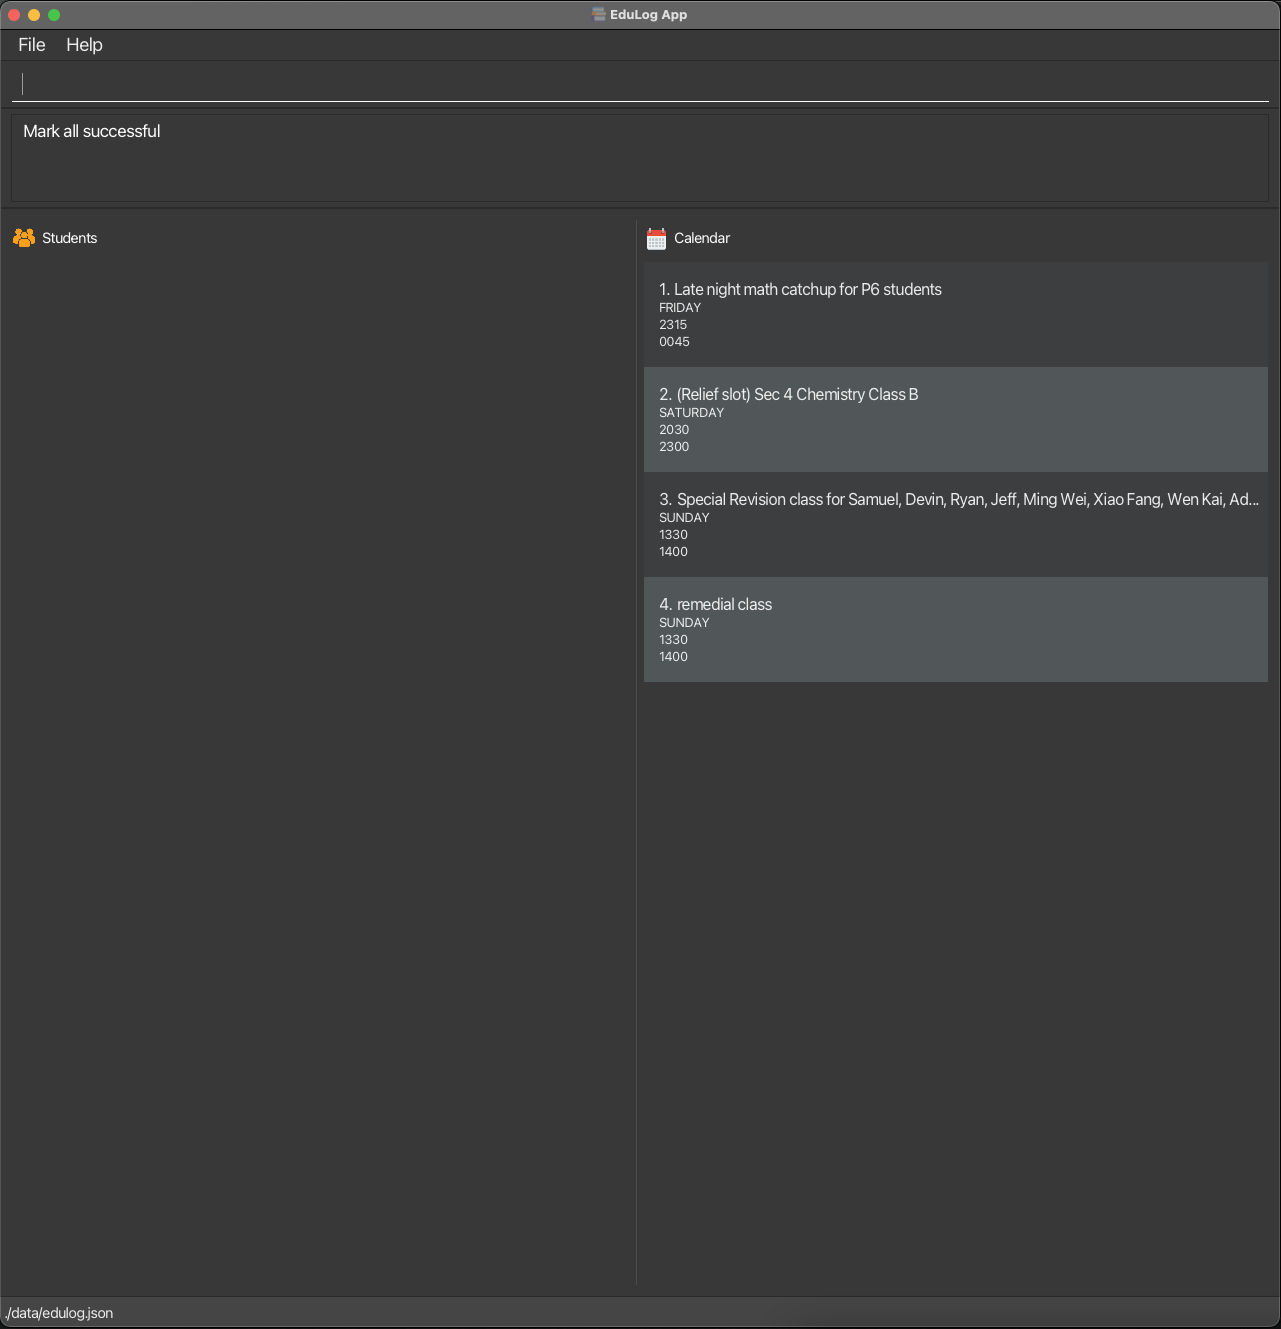 EduLog App
File Help
Mark all successful
Students
Calendar
1. Late night math catchup for P6 students
FRIDAY
2315
0045
2. (Relief slot) Sec 4 Chemistry Class B
SATURDAY
2030
2300
3. Special Revision class for Samuel, Devin, Ryan, Jeff, Ming Wei, Xiao Fang, Wen Kai, Ad...
SUNDAY
1330
1400
4. remedial class
SUNDAY
1330
1400
./data/edulog.json